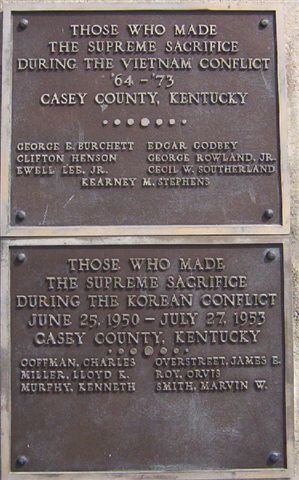 THOSE WHO MADE
THE SUPREME SACRIFICE
DURING THE VIETNAM CONFLICT
'64 - '73
CASEY COUNTY, KENTUCKY
GEORGE E. BURCHETT EDGAR GODBEY
CLIFTON HENSON GEORGE ROWLAND, JR.
EWELL LEE, JR. CECIL W. SOUTHERLAND
KEARNEY M. STEPHENS
THOSE WHO MADE
THE SUPREME SACRIFICE
DURING THE KOREAN CONFLICT
JUNE 25, 1950 - JULY 27, 1953
CASEY COUNTY, KENTUCKY
COFFMAN, CHARLES OVERSTREET, JAMES E.
MILLER, LLOYD K. ROY, ORVIS
MURPHY, KENNETH SMITH, MARVIN W.